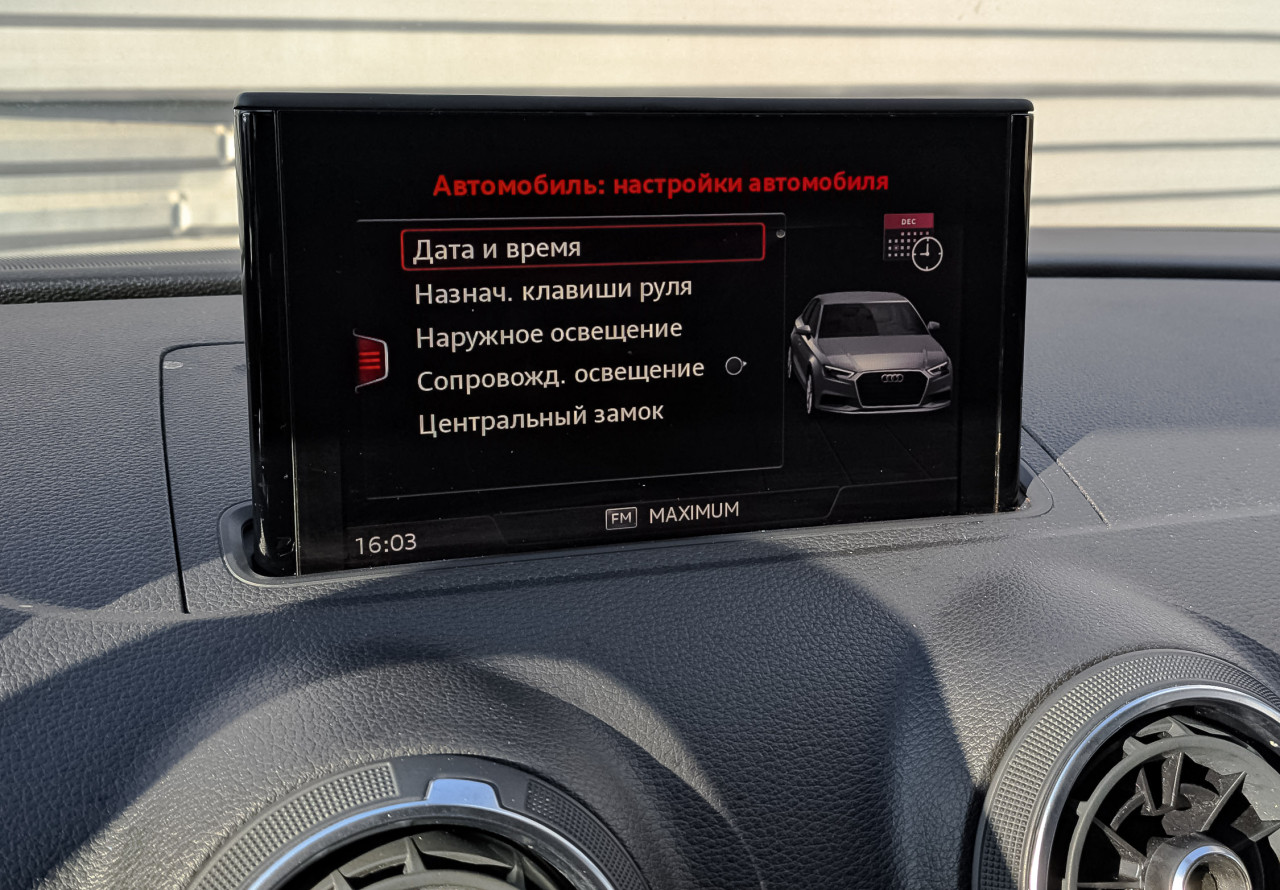 Автомобиль: настройки автомобиля
DEC
Дата и время
Назнач. клавиши руля
Наружное освещение
Сопровожд. освещение
Центральный замок
FM MAXIMUM
16:03